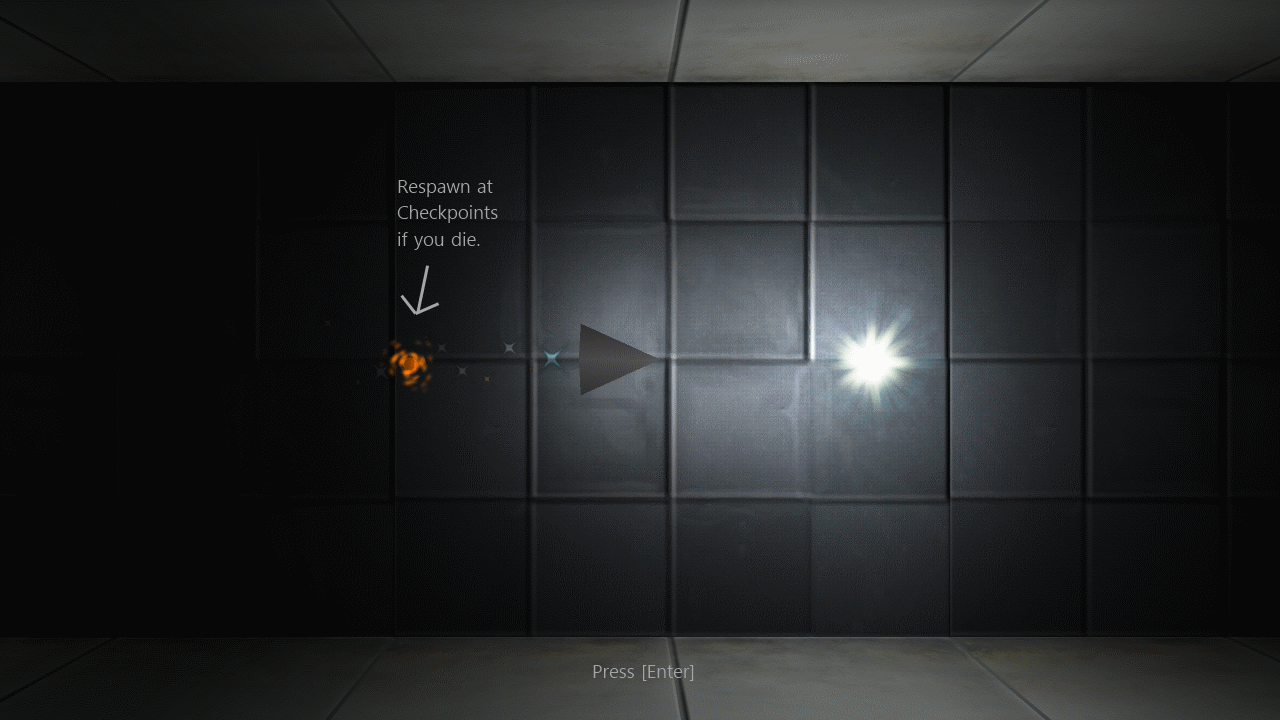 Respawn at
Checkpoints
if you die.
Press [Enter]